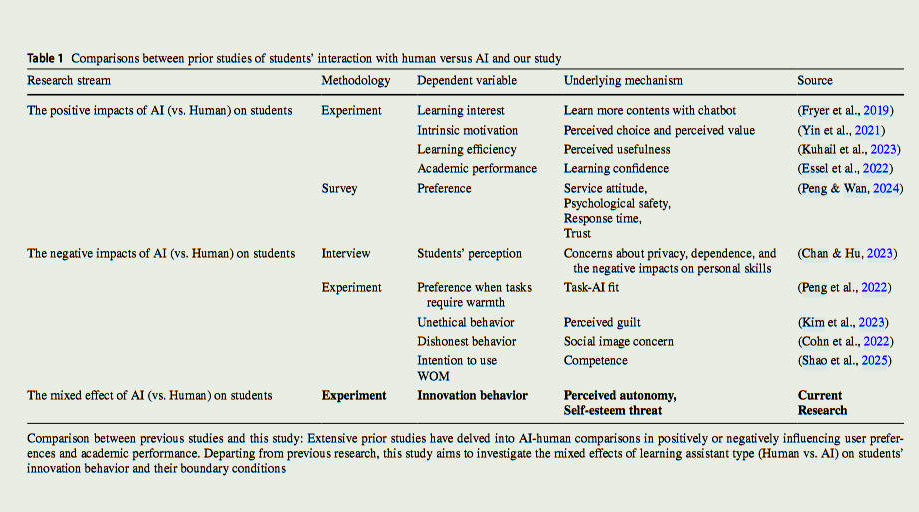 Table 1 Comparisons between prior studies of students' interaction with human versus AI and our study
Research stream Methodology Dependent variable Underlying mechanism Source
The positive impacts of AI (vs. Human) on students Experiment Learning interest Learn more contents with chatbot (Fryer et al., 2019)
Intrinsic motivation Perceived choice and perceived value (Yin et al., 2021)
Learning efficiency Perceived usefulness (Kuhail et al., 2023)
Academic performance Learning confidence (Essel et al., 2022)
Survey Preference Service attitude, (Peng & Wan, 2024)
Psychological safety,
Response time,
Trust
The negative impacts of AI (vs. Human) on students Interview Students' perception Concerns about privacy, dependence, and (Chan & Hu, 2023)
the negative impacts on personal skills
Experiment Preference when tasks Task-AI fit (Peng et al., 2022)
require warmth
Unethical behavior Perceived guilt (Kim et al., 2023)
Dishonest behavior Social image concern (Cohn et al., 2022)
Intention to use Competence (Shao et al., 2025)
WOM
The mixed effect of AI (vs. Human) on students Experiment Innovation behavior Perceived autonomy, Current
Self-esteem threat Research
Comparison between previous studies and this study: Extensive prior studies have delved into AI-human comparisons in positively or negatively influencing user prefer-
ences and academic performance. Departing from previous research, this study aims to investigate the mixed effects of learning assistant type (Human vs. AI) on students'
innovation behavior and their boundary conditions